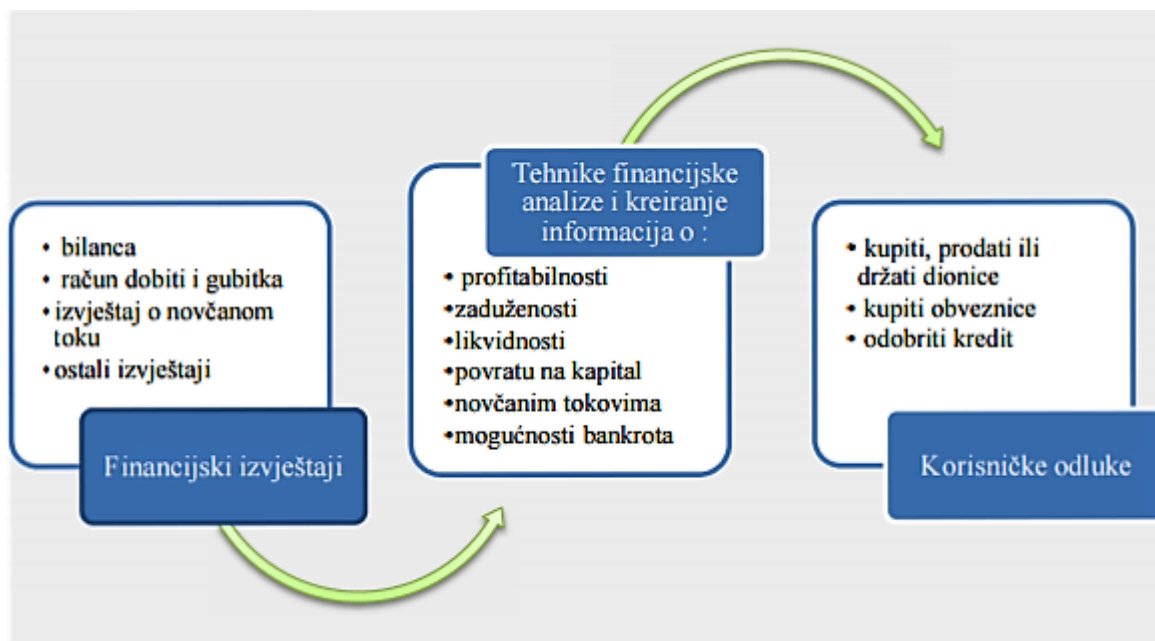 • bilanca
• račun dobiti i gubitka
•izvještaj o novčanom
toku
• ostali izvještaji
Financijski izvještaji
Tehnike financijske
analize i kreiranje
informacija o :
• profitabilnosti
•zaduženosti
•likvidnosti
•povratu na kapital
•novčanim tokovima
•mogućnosti bankrota
• kupiti, prodati ili
držati dionice
• kupiti obveznice
• odobriti kredit
Korisničke odluke